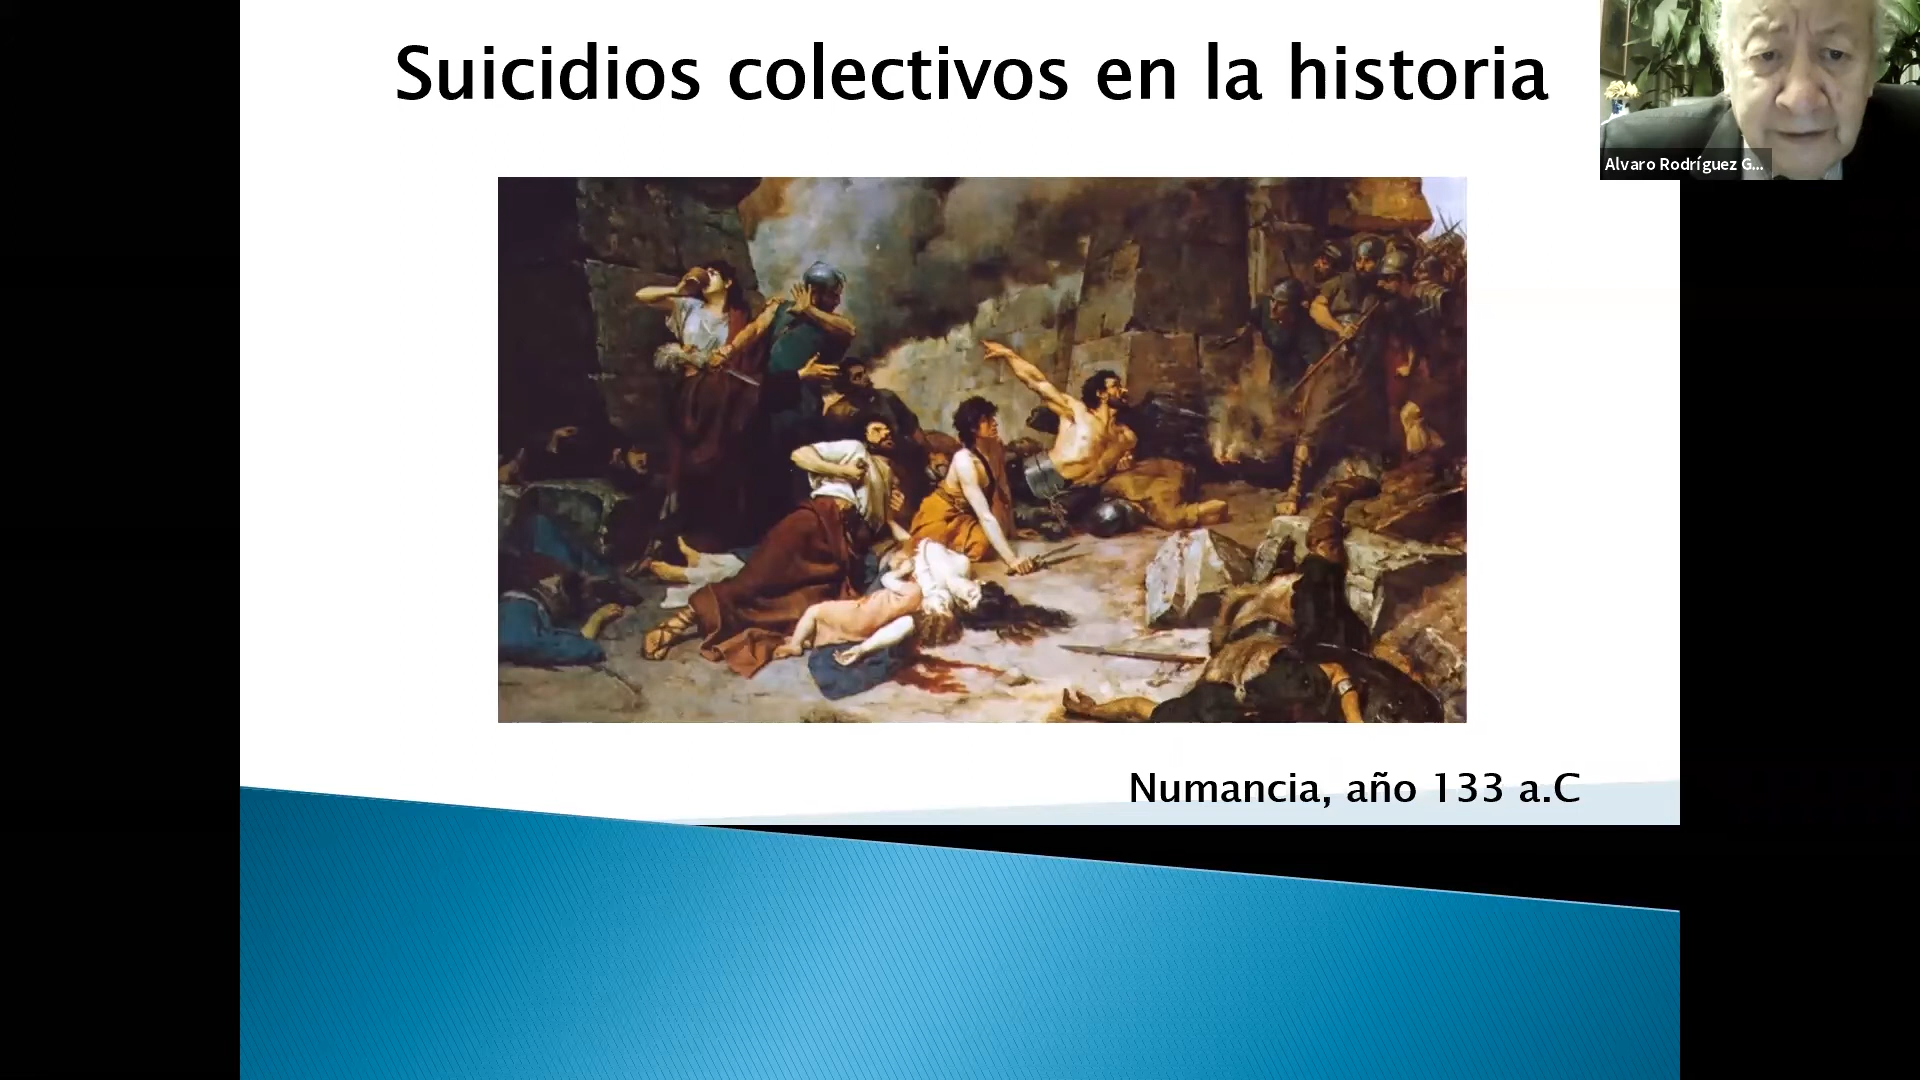 Suicidios colectivos en la historia
Alvaro Rodríguez G...
Numancia, año 133 a.C